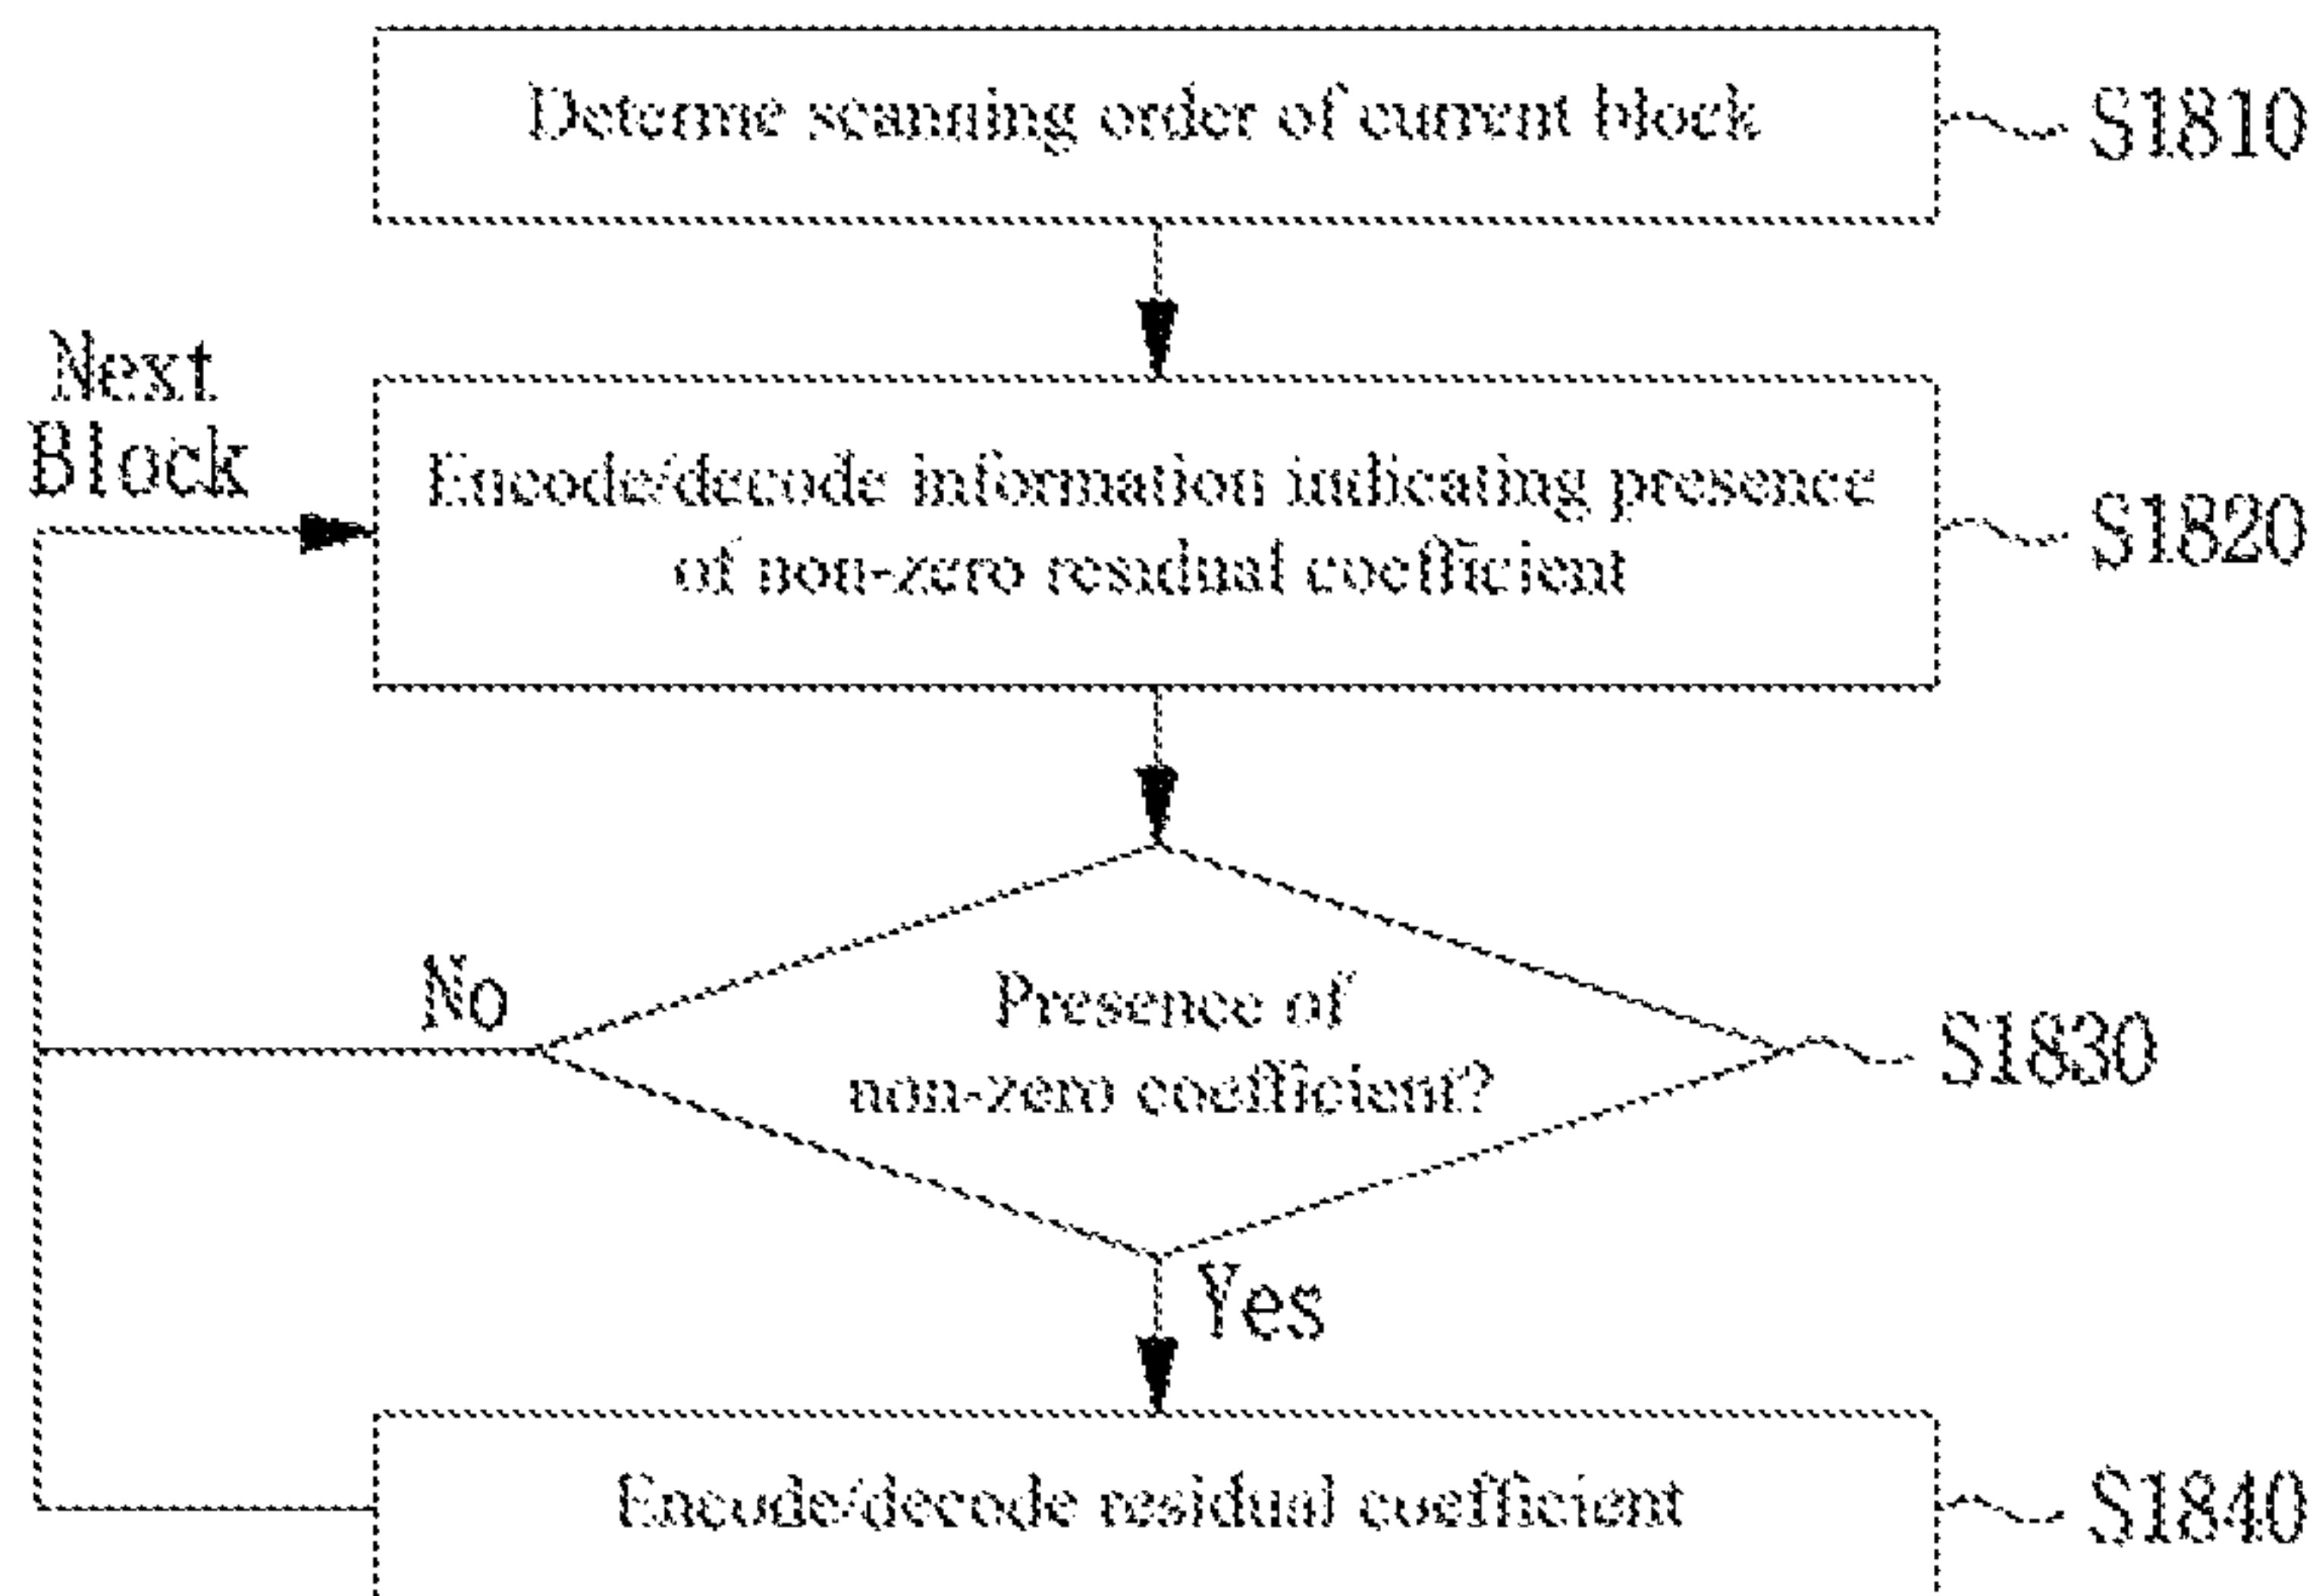 Determe scanning order of current block
S1810
Next
Block
Encode/decode information indicating presence
of non-zero residual coefficient
S1820
No
Presence of
non-zero coefficient?
S1830
Yes
Encode/decode residual coefficient
S1840